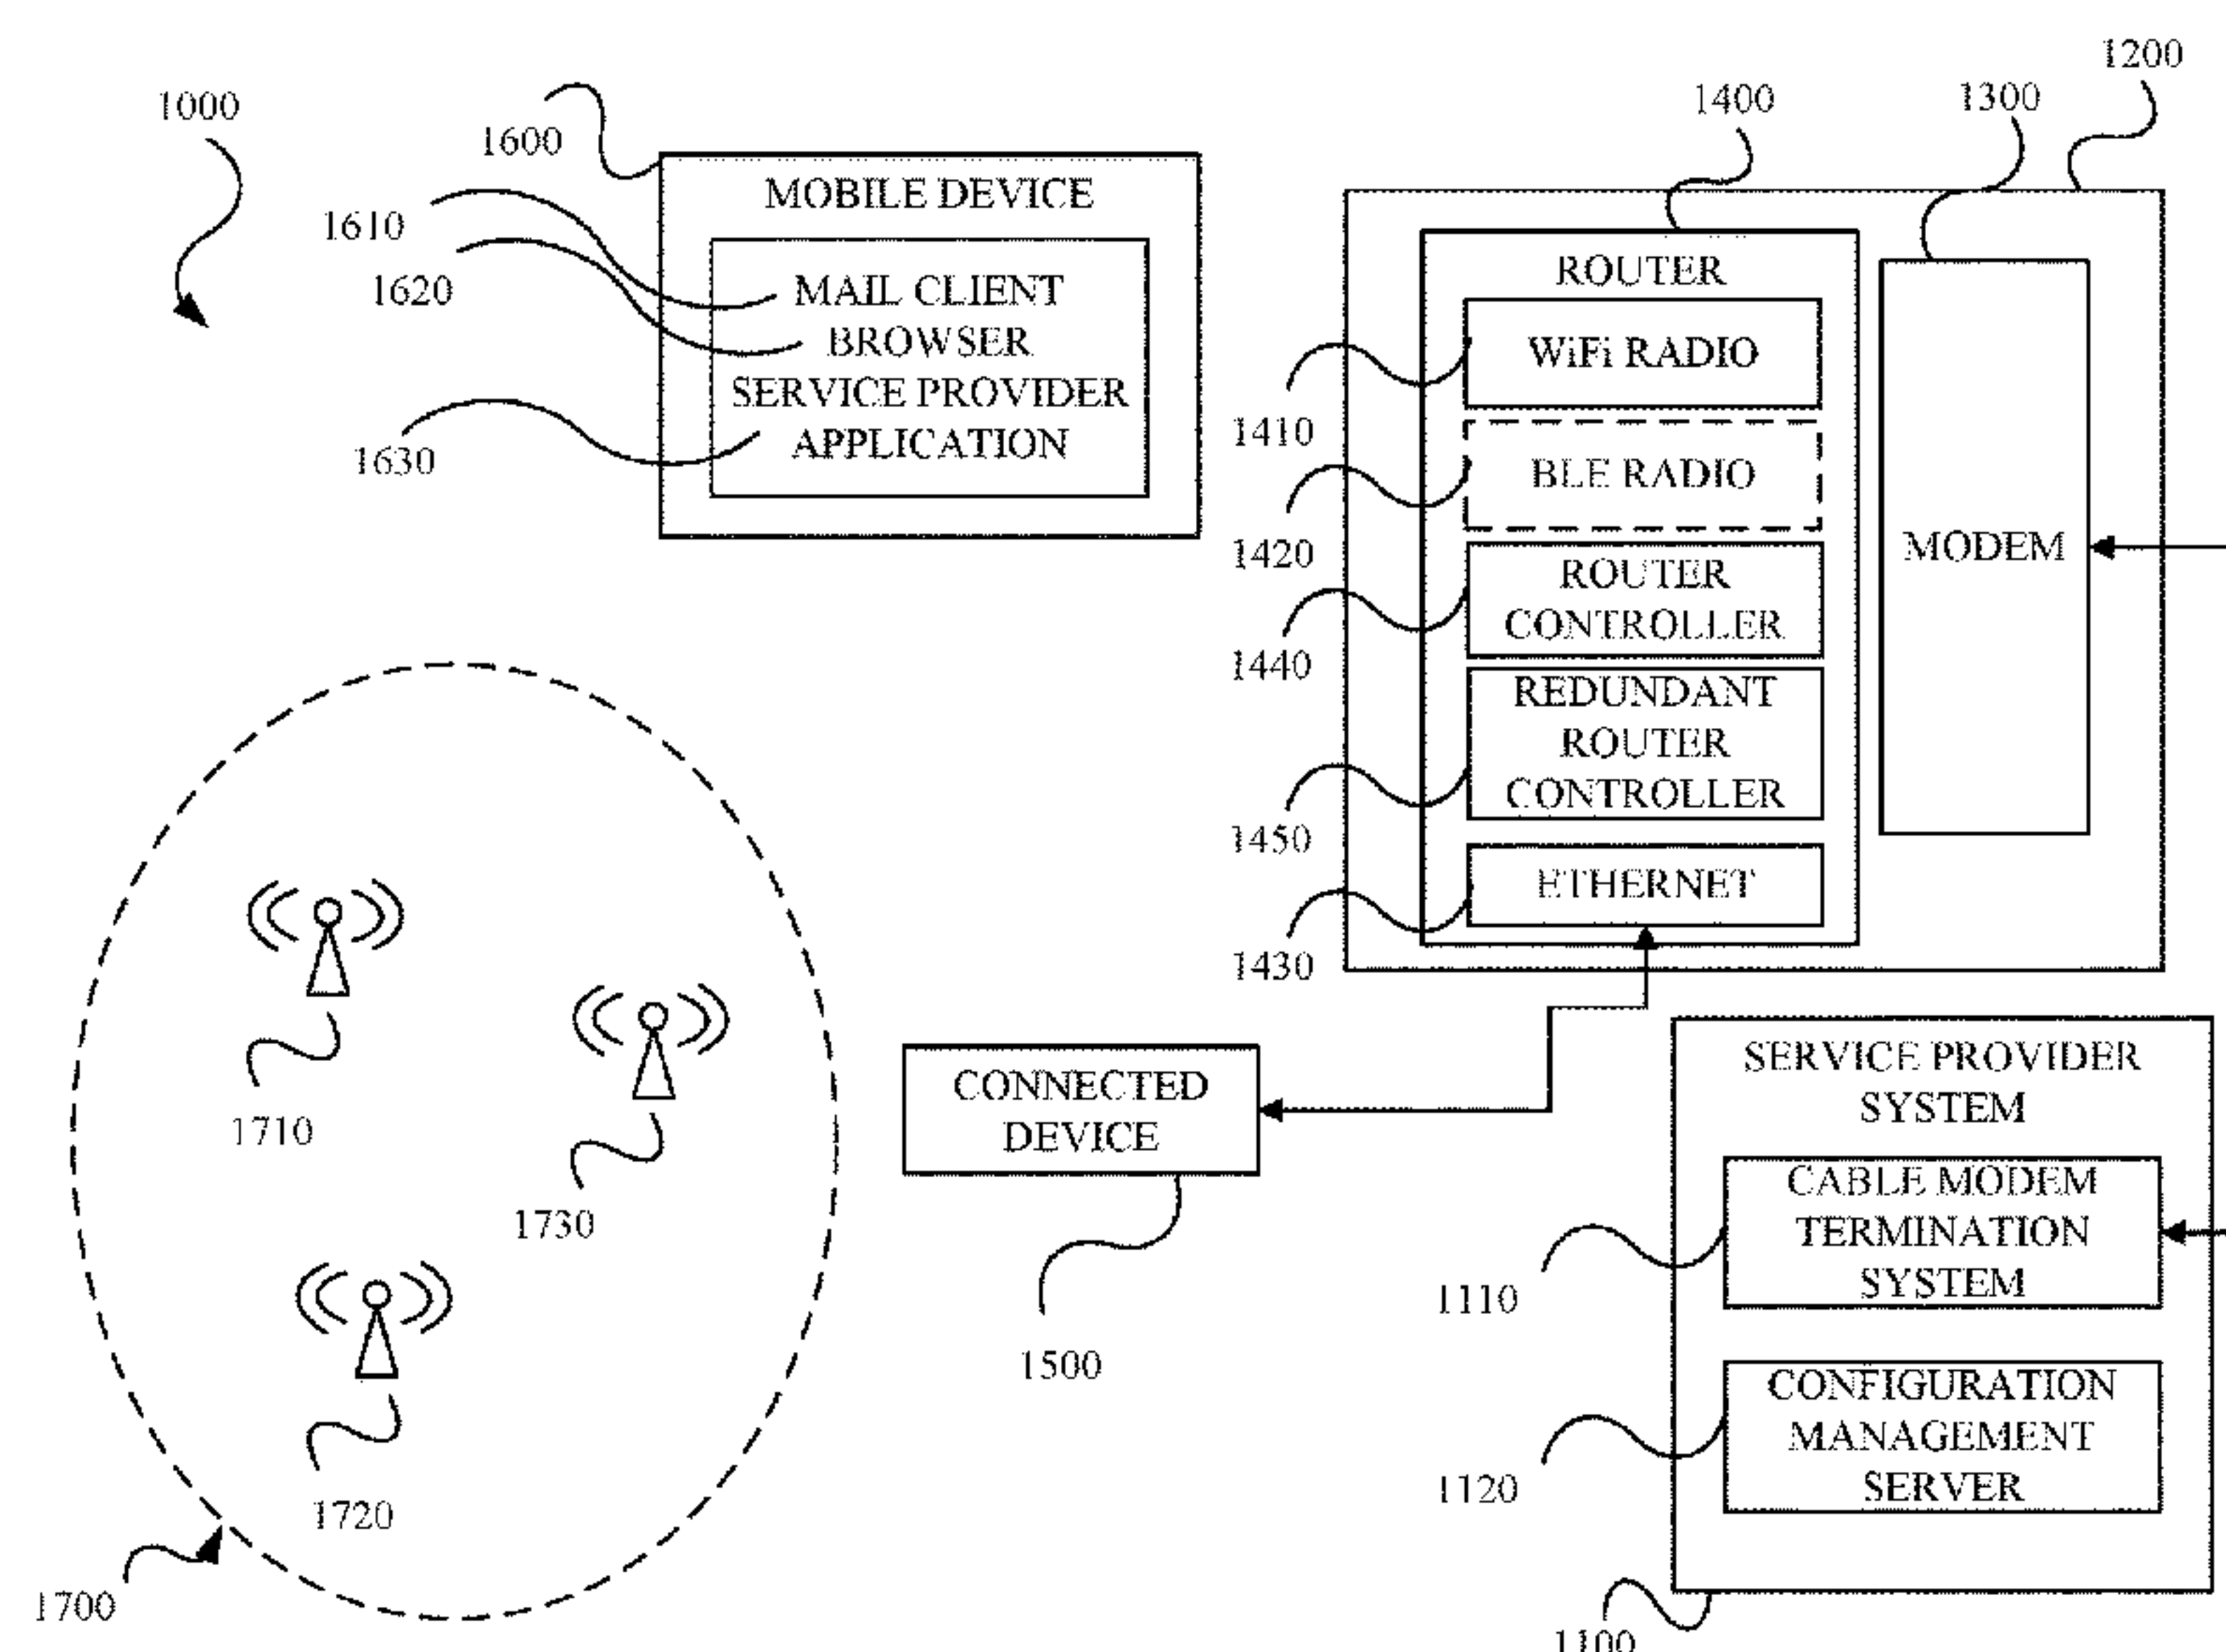 1000
1600
1610
1620
1630
MOBILE DEVICE
MAIL CLIENT
BROWSER
SERVICE PROVIDER
APPLICATION
1200
1300
1400
ROUTER
WiFi RADIO
1410
BLE RADIO
1420
ROUTER
CONTROLLER
1440
REDUNDANT
ROUTER
CONTROLLER
1450
ETHERNET
1430
MODEM
1710
1730
1720
1700
CONNECTED
DEVICE
1500
SERVICE PROVIDER
SYSTEM
CABLE MODEM
TERMINATION
SYSTEM
1110
CONFIGURATION
MANAGEMENT
SERVER
1120
1100